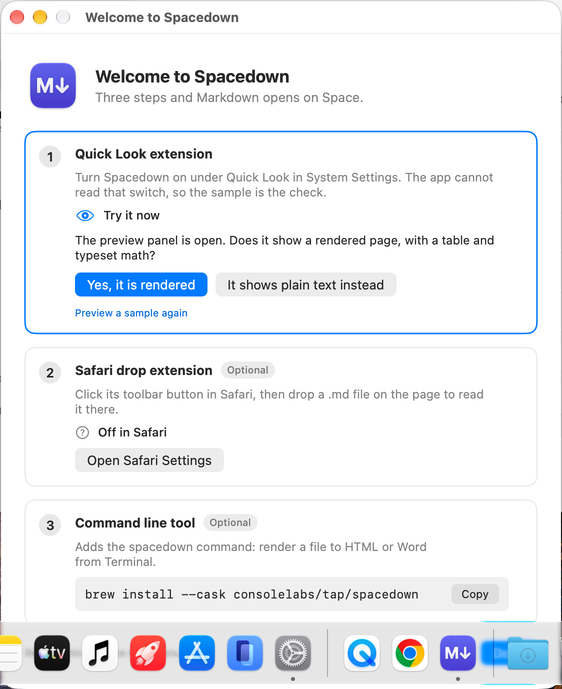 Welcome to Spacedown
M↓
Welcome to Spacedown
Three steps and Markdown opens on Space.
1
Quick Look extension
Turn Spacedown on under Quick Look in System Settings. The app cannot
read that switch, so the sample is the check.
Try it now
The preview panel is open. Does it show a rendered page, with a table and
typeset math?
Yes, it is rendered
It shows plain text instead
Preview a sample again
2
Safari drop extension
Optional
Click its toolbar button in Safari, then drop a .md file on the page to read
it there.
? Off in Safari
Open Safari Settings
3
Command line tool
Optional
Adds the spacedown command: render a file to HTML or Word
from Terminal.
brew install --cask consolelabs/tap/spacedown
Copy
tv
M↓